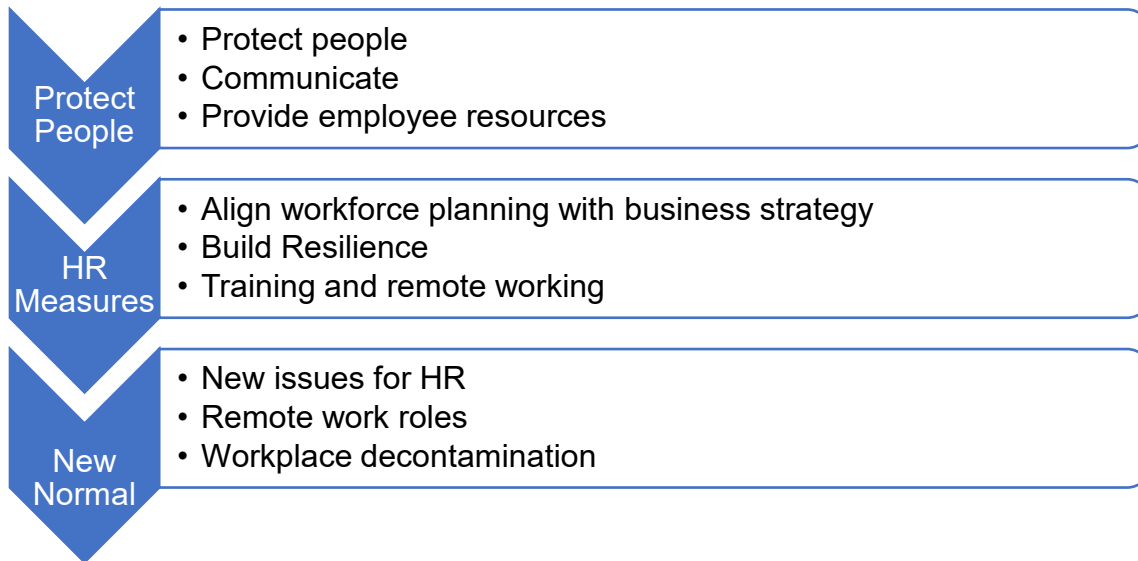 Protect
People
• Protect people
• Communicate
• Provide employee resources
HR
Measures
• Align workforce planning with business strategy
• Build Resilience
• Training and remote working
New
Normal
• New issues for HR
• Remote work roles
• Workplace decontamination